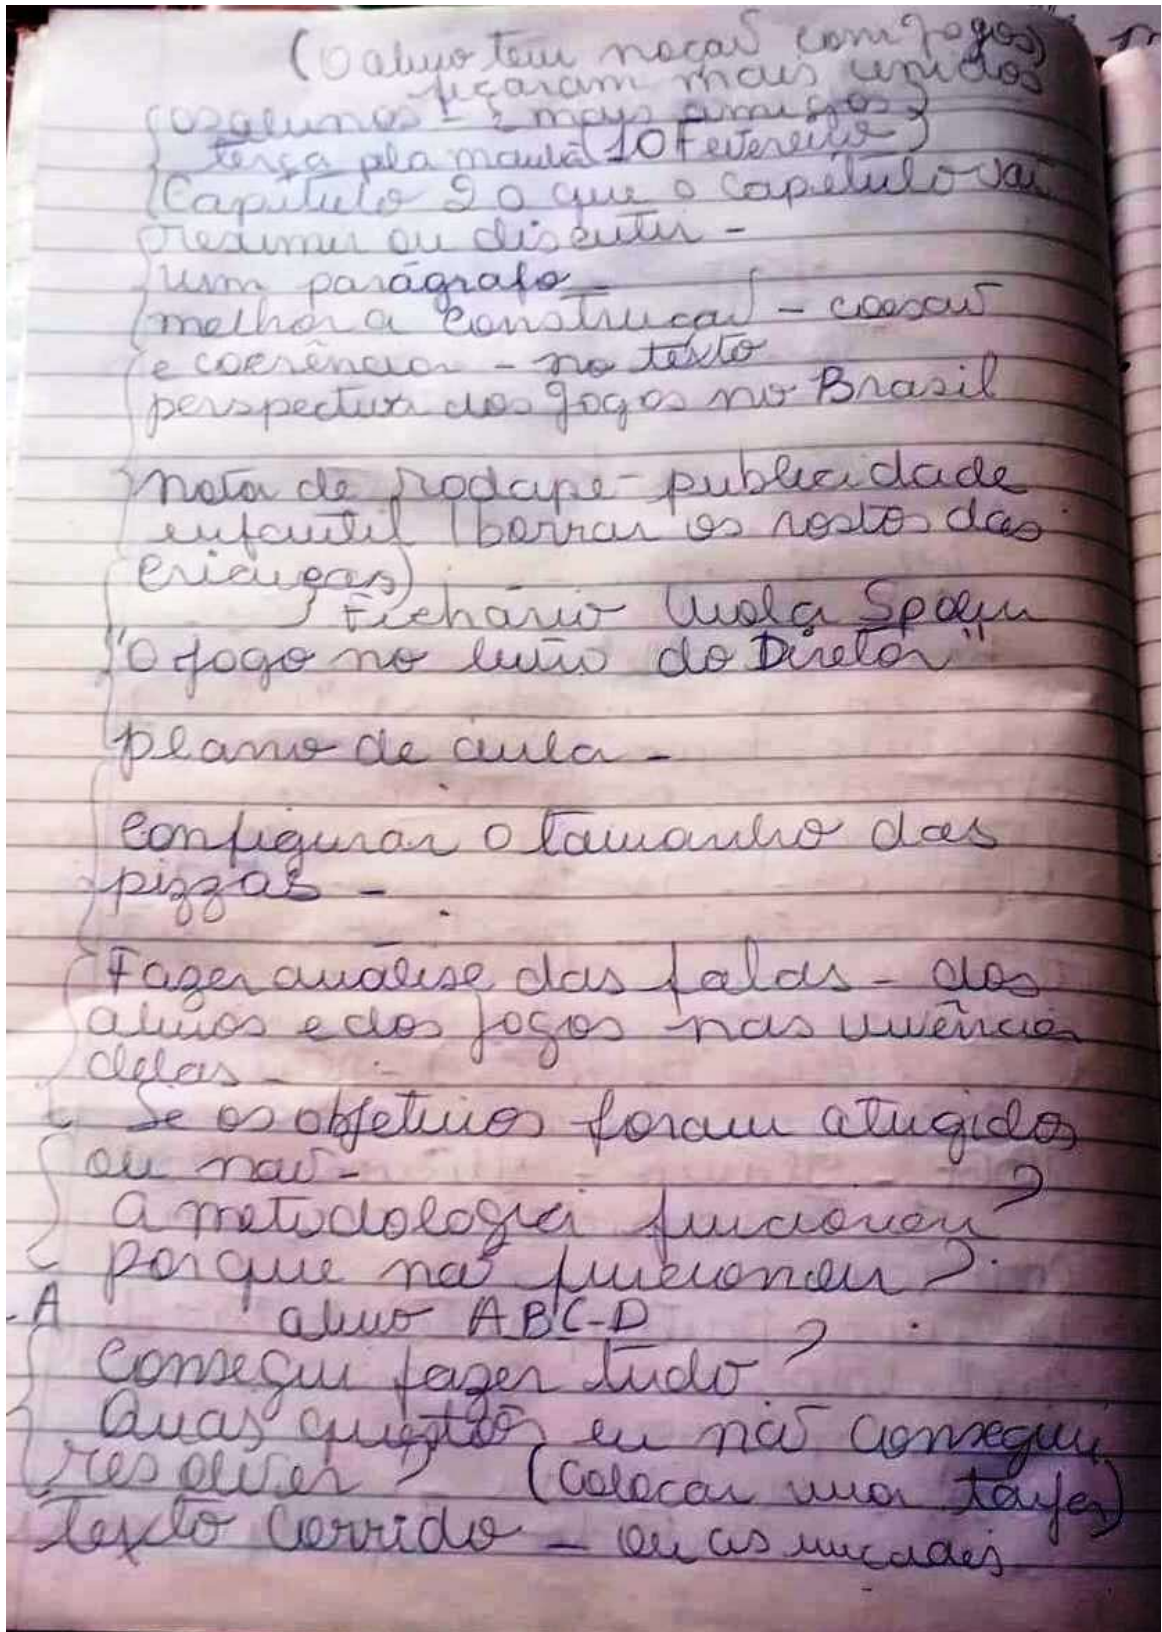 (O aluno tem noção com jogos)
ficaram mais unidos
os alunos - e mais amigos
terça pela manhã (10 Fevereiro)
Capítulo 2 o que o capítulo vai
resumir ou discutir -
um parágrafo -
melhor a construção - coesão
e coerência - no texto
perspectiva dos jogos no Brasil
nota de rodapé - publicidade
infantil (borrar os rostos das
crianças)
Fichário Viola Spolin
"O jogo no livro do Diretor"
plano de aula -
Configurar o tamanho das
pizzas -
Fazer análise das falas - dos
alunos e dos jogos nas vivências
delas -
Se os objetivos foram atingidos
ou não -
A metodologia funcionou?
porque não funcionou?
A aluno ABC-D
Consegui fazer tudo?
Quais questões eu não consegui
resolver? (Colocar uma tarja)
Texto Corrido - ou as iniciais